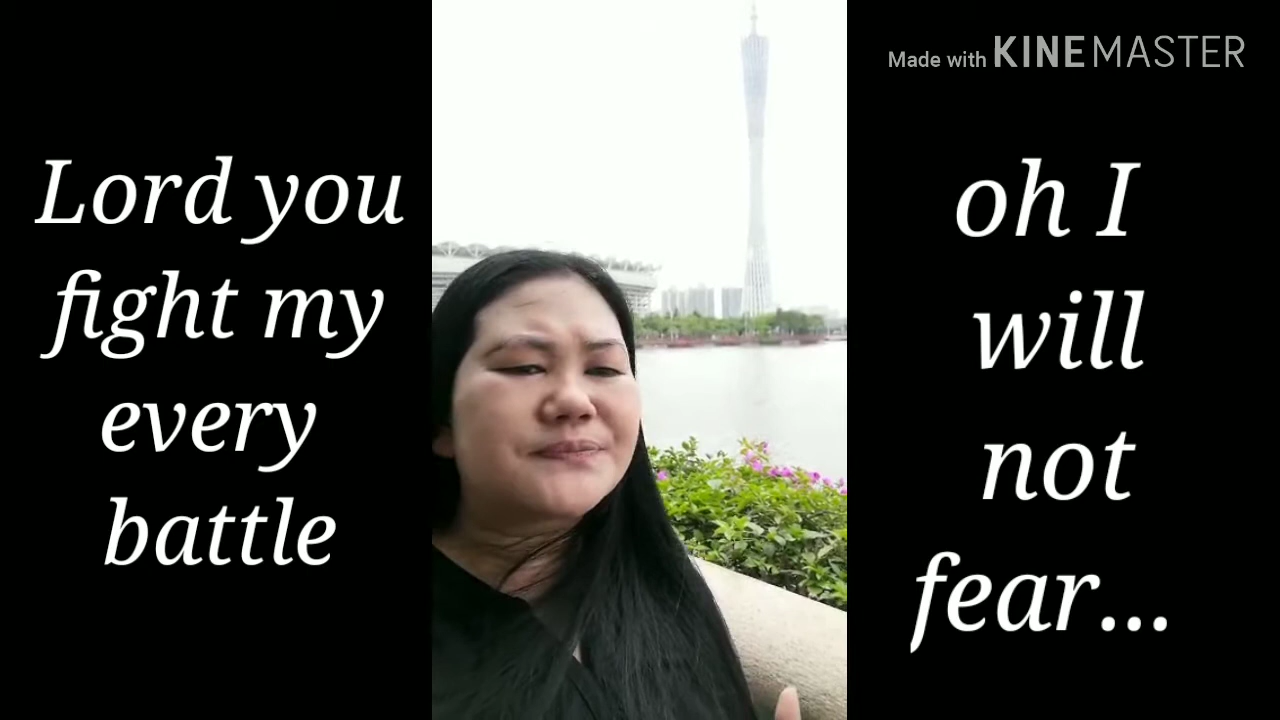 Made with KINEMASTER
Lord you
fight my
every
battle
oh I
will
not
fear...